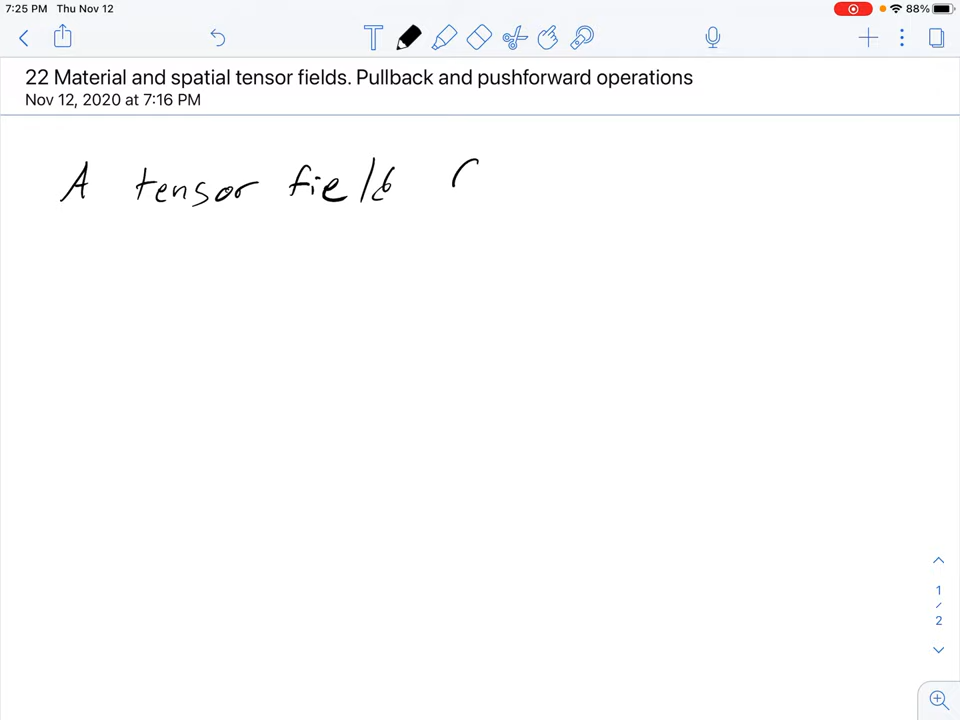 7:25 PM Thu Nov 12
88%
T
22 Material and spatial tensor fields. Pullback and pushforward operations
Nov 12, 2020 at 7:16 PM
A tensor field (
1
/
2